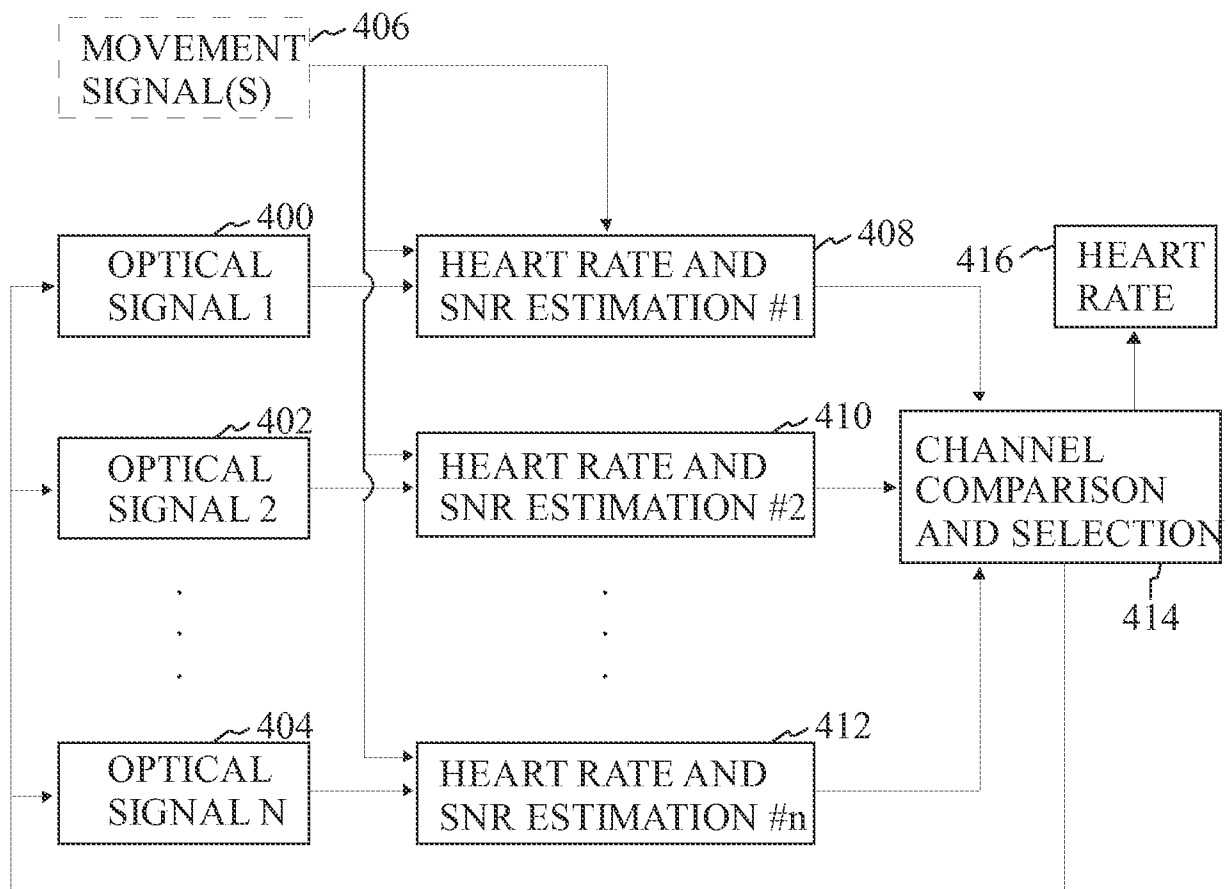 MOVEMENT
SIGNAL(S)
406
400
OPTICAL
SIGNAL 1
HEART RATE AND
SNR ESTIMATION #1
408
416
HEART
RATE
402
OPTICAL
SIGNAL 2
410
HEART RATE AND
SNR ESTIMATION #2
CHANNEL
COMPARISON
AND SELECTION
414
404
OPTICAL
SIGNAL N
412
HEART RATE AND
SNR ESTIMATION #n